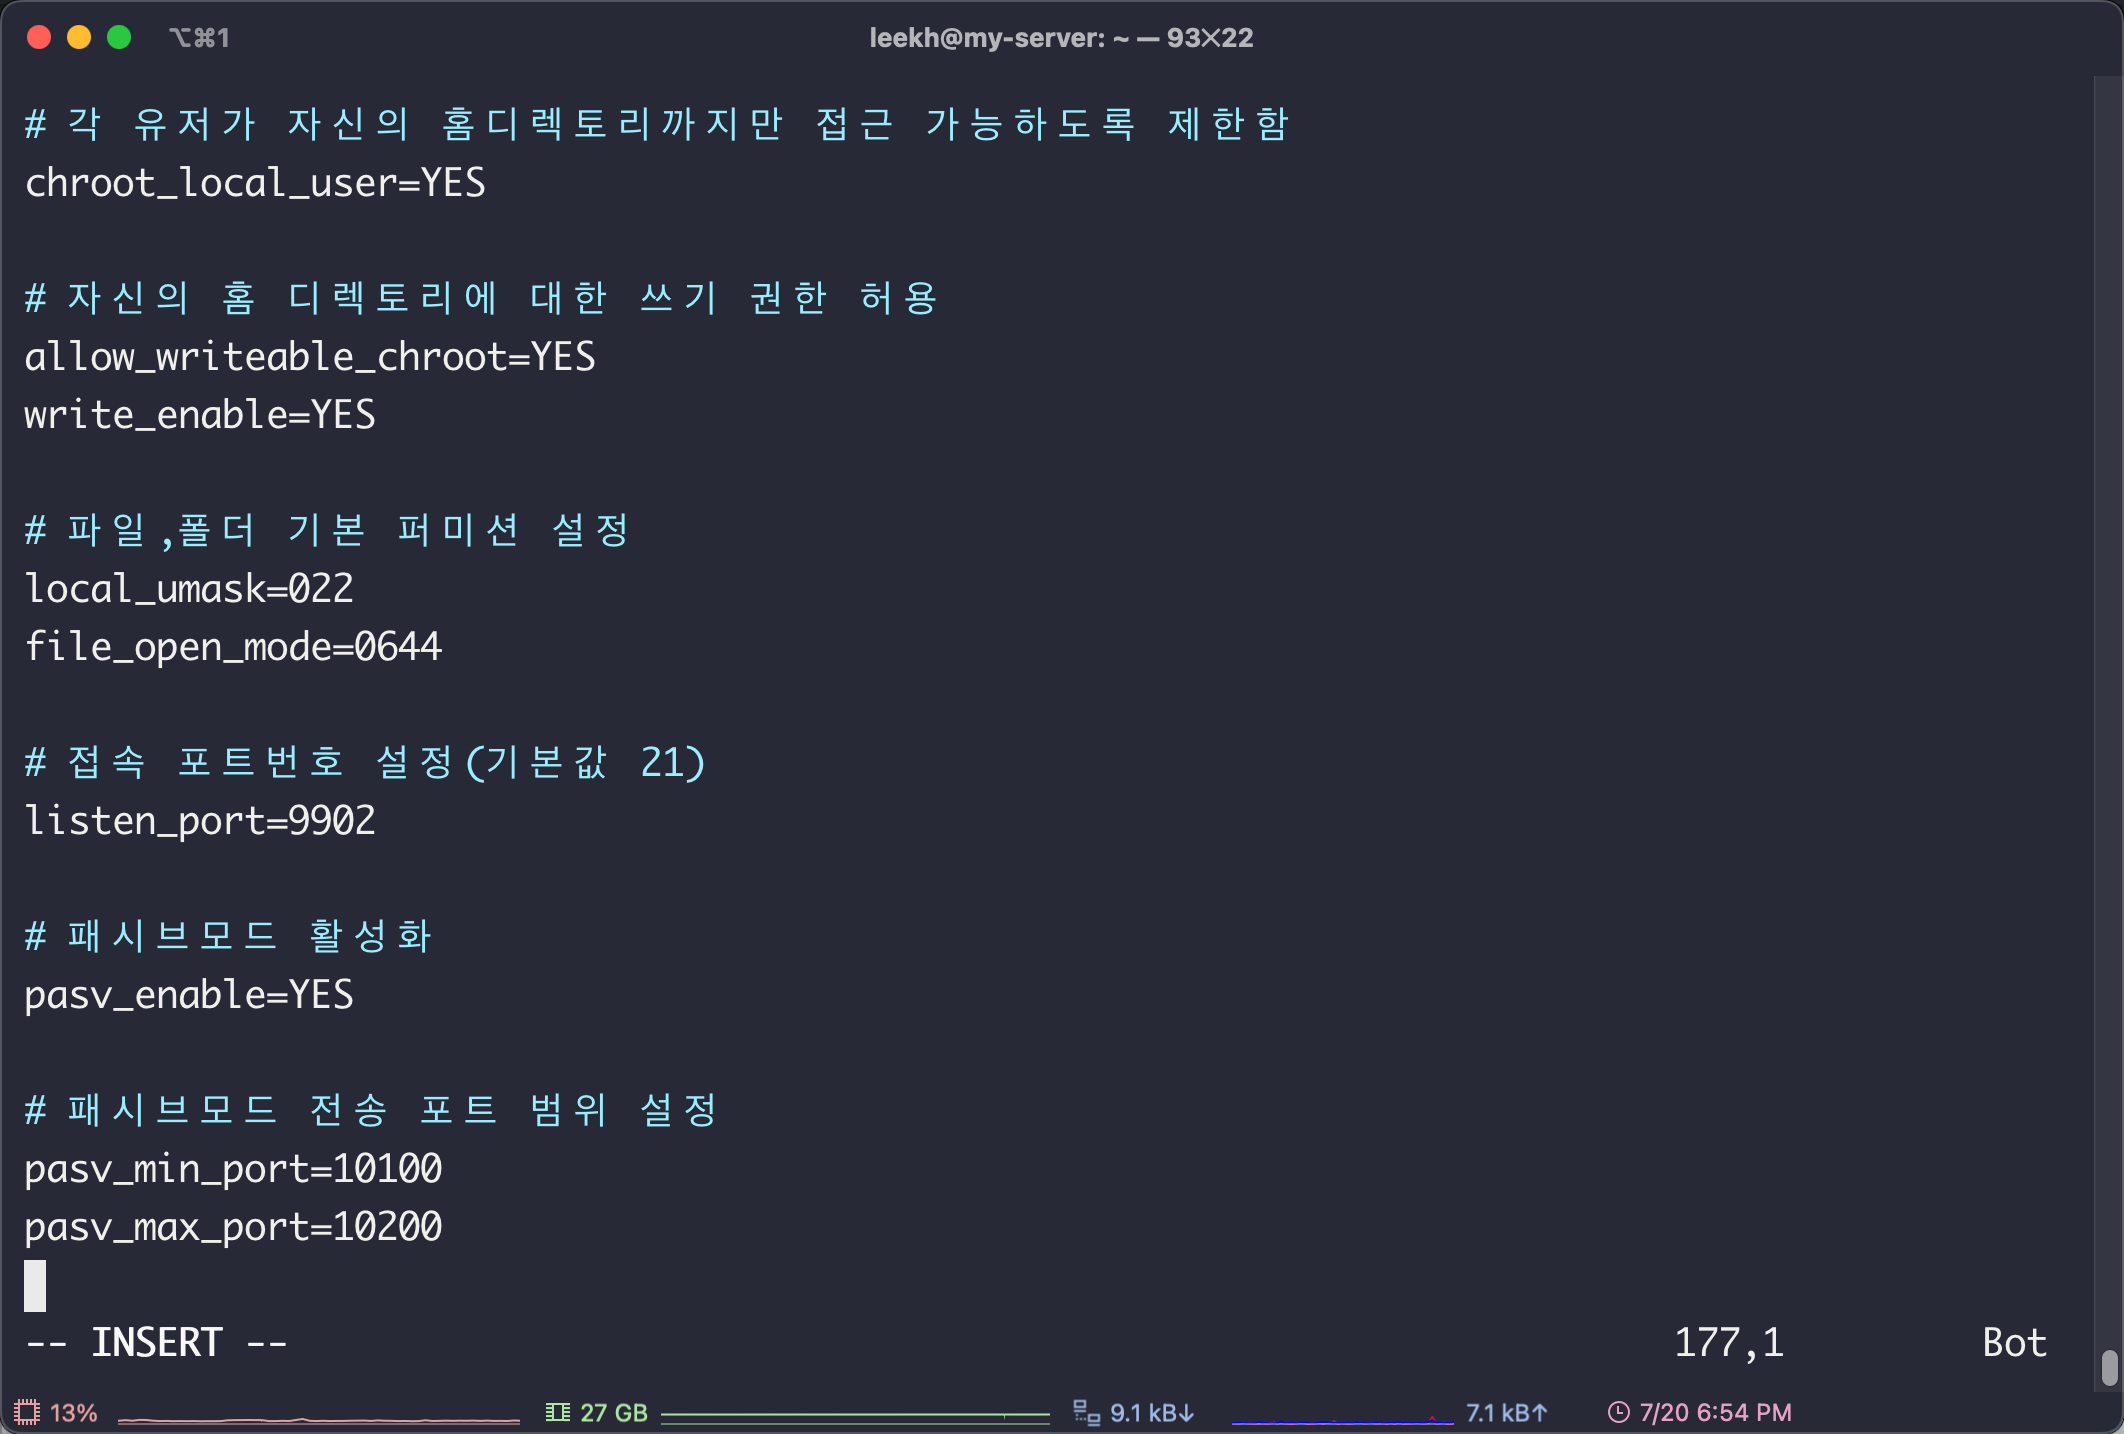 ⌥⌘1 leekh@my-server: ~ — 93×22
# 각 유저가 자신의 홈디렉토리까지만 접근 가능하도록 제한함
chroot_local_user=YES
# 자신의 홈 디렉토리에 대한 쓰기 권한 허용
allow_writeable_chroot=YES
write_enable=YES
# 파일,폴더 기본 퍼미션 설정
local_umask=022
file_open_mode=0644
# 접속 포트번호 설정(기본값 21)
listen_port=9902
# 패시브모드 활성화
pasv_enable=YES
# 패시브모드 전송 포트 범위 설정
pasv_min_port=10100
pasv_max_port=10200
-- INSERT -- 177,1 Bot
13% 27 GB 9.1 kB↓ 7.1 kB↑ 7/20 6:54 PM